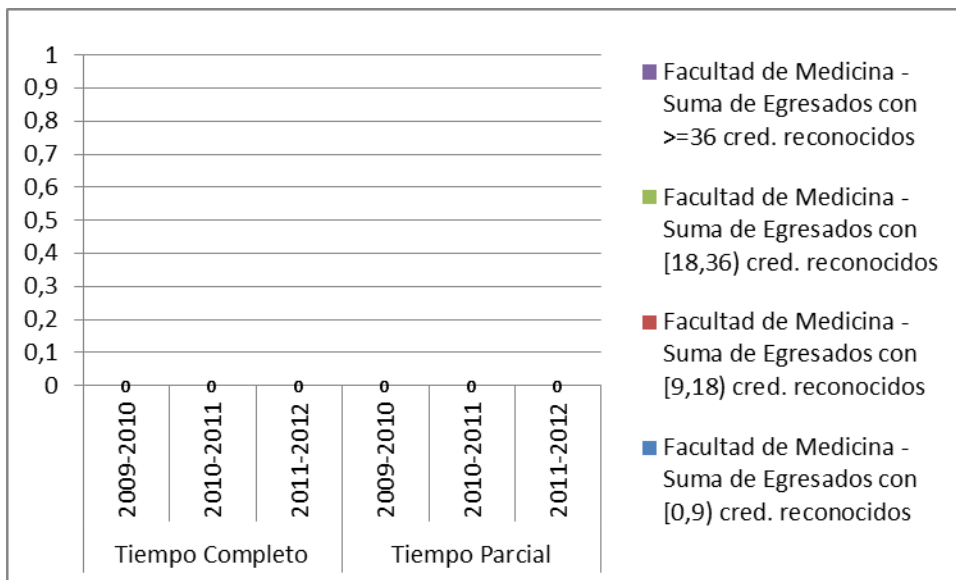 1
0,9
0,8
0,7
0,6
0,5
0,4
0,3
0,2
0,1
0
0 0 0 0 0 0
2009-2010
2010-2011
2011-2012
2009-2010
2010-2011
2011-2012
Tiempo Completo
Tiempo Parcial
Facultad de Medicina -
Suma de Egresados con
>=36 cred. reconocidos
Facultad de Medicina -
Suma de Egresados con
[18,36) cred. reconocidos
Facultad de Medicina -
Suma de Egresados con
[9,18) cred. reconocidos
Facultad de Medicina -
Suma de Egresados con
[0,9) cred. reconocidos